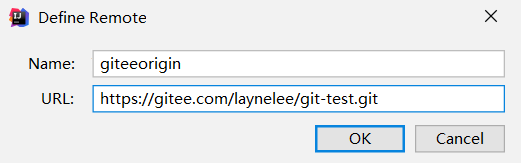 Define Remote
Name: giteeorigin
URL: https://gitee.com/laynelee/git-test.git
OK Cancel